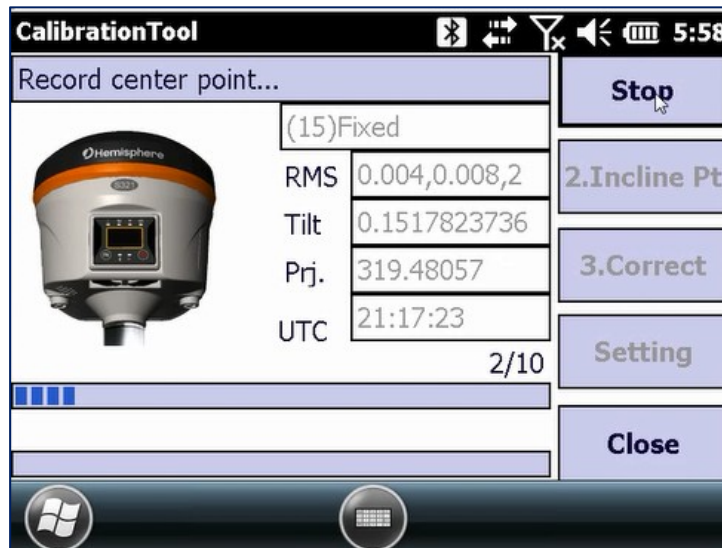 CalibrationTool 5:58
Record center point...
Stop
(15)Fixed
RMS 0.004,0.008,2
2.Incline Pt
Tilt 0.1517823736
Prj. 319.48057
3.Correct
UTC 21:17:23
Setting
2/10
Close
Hemisphere
S321